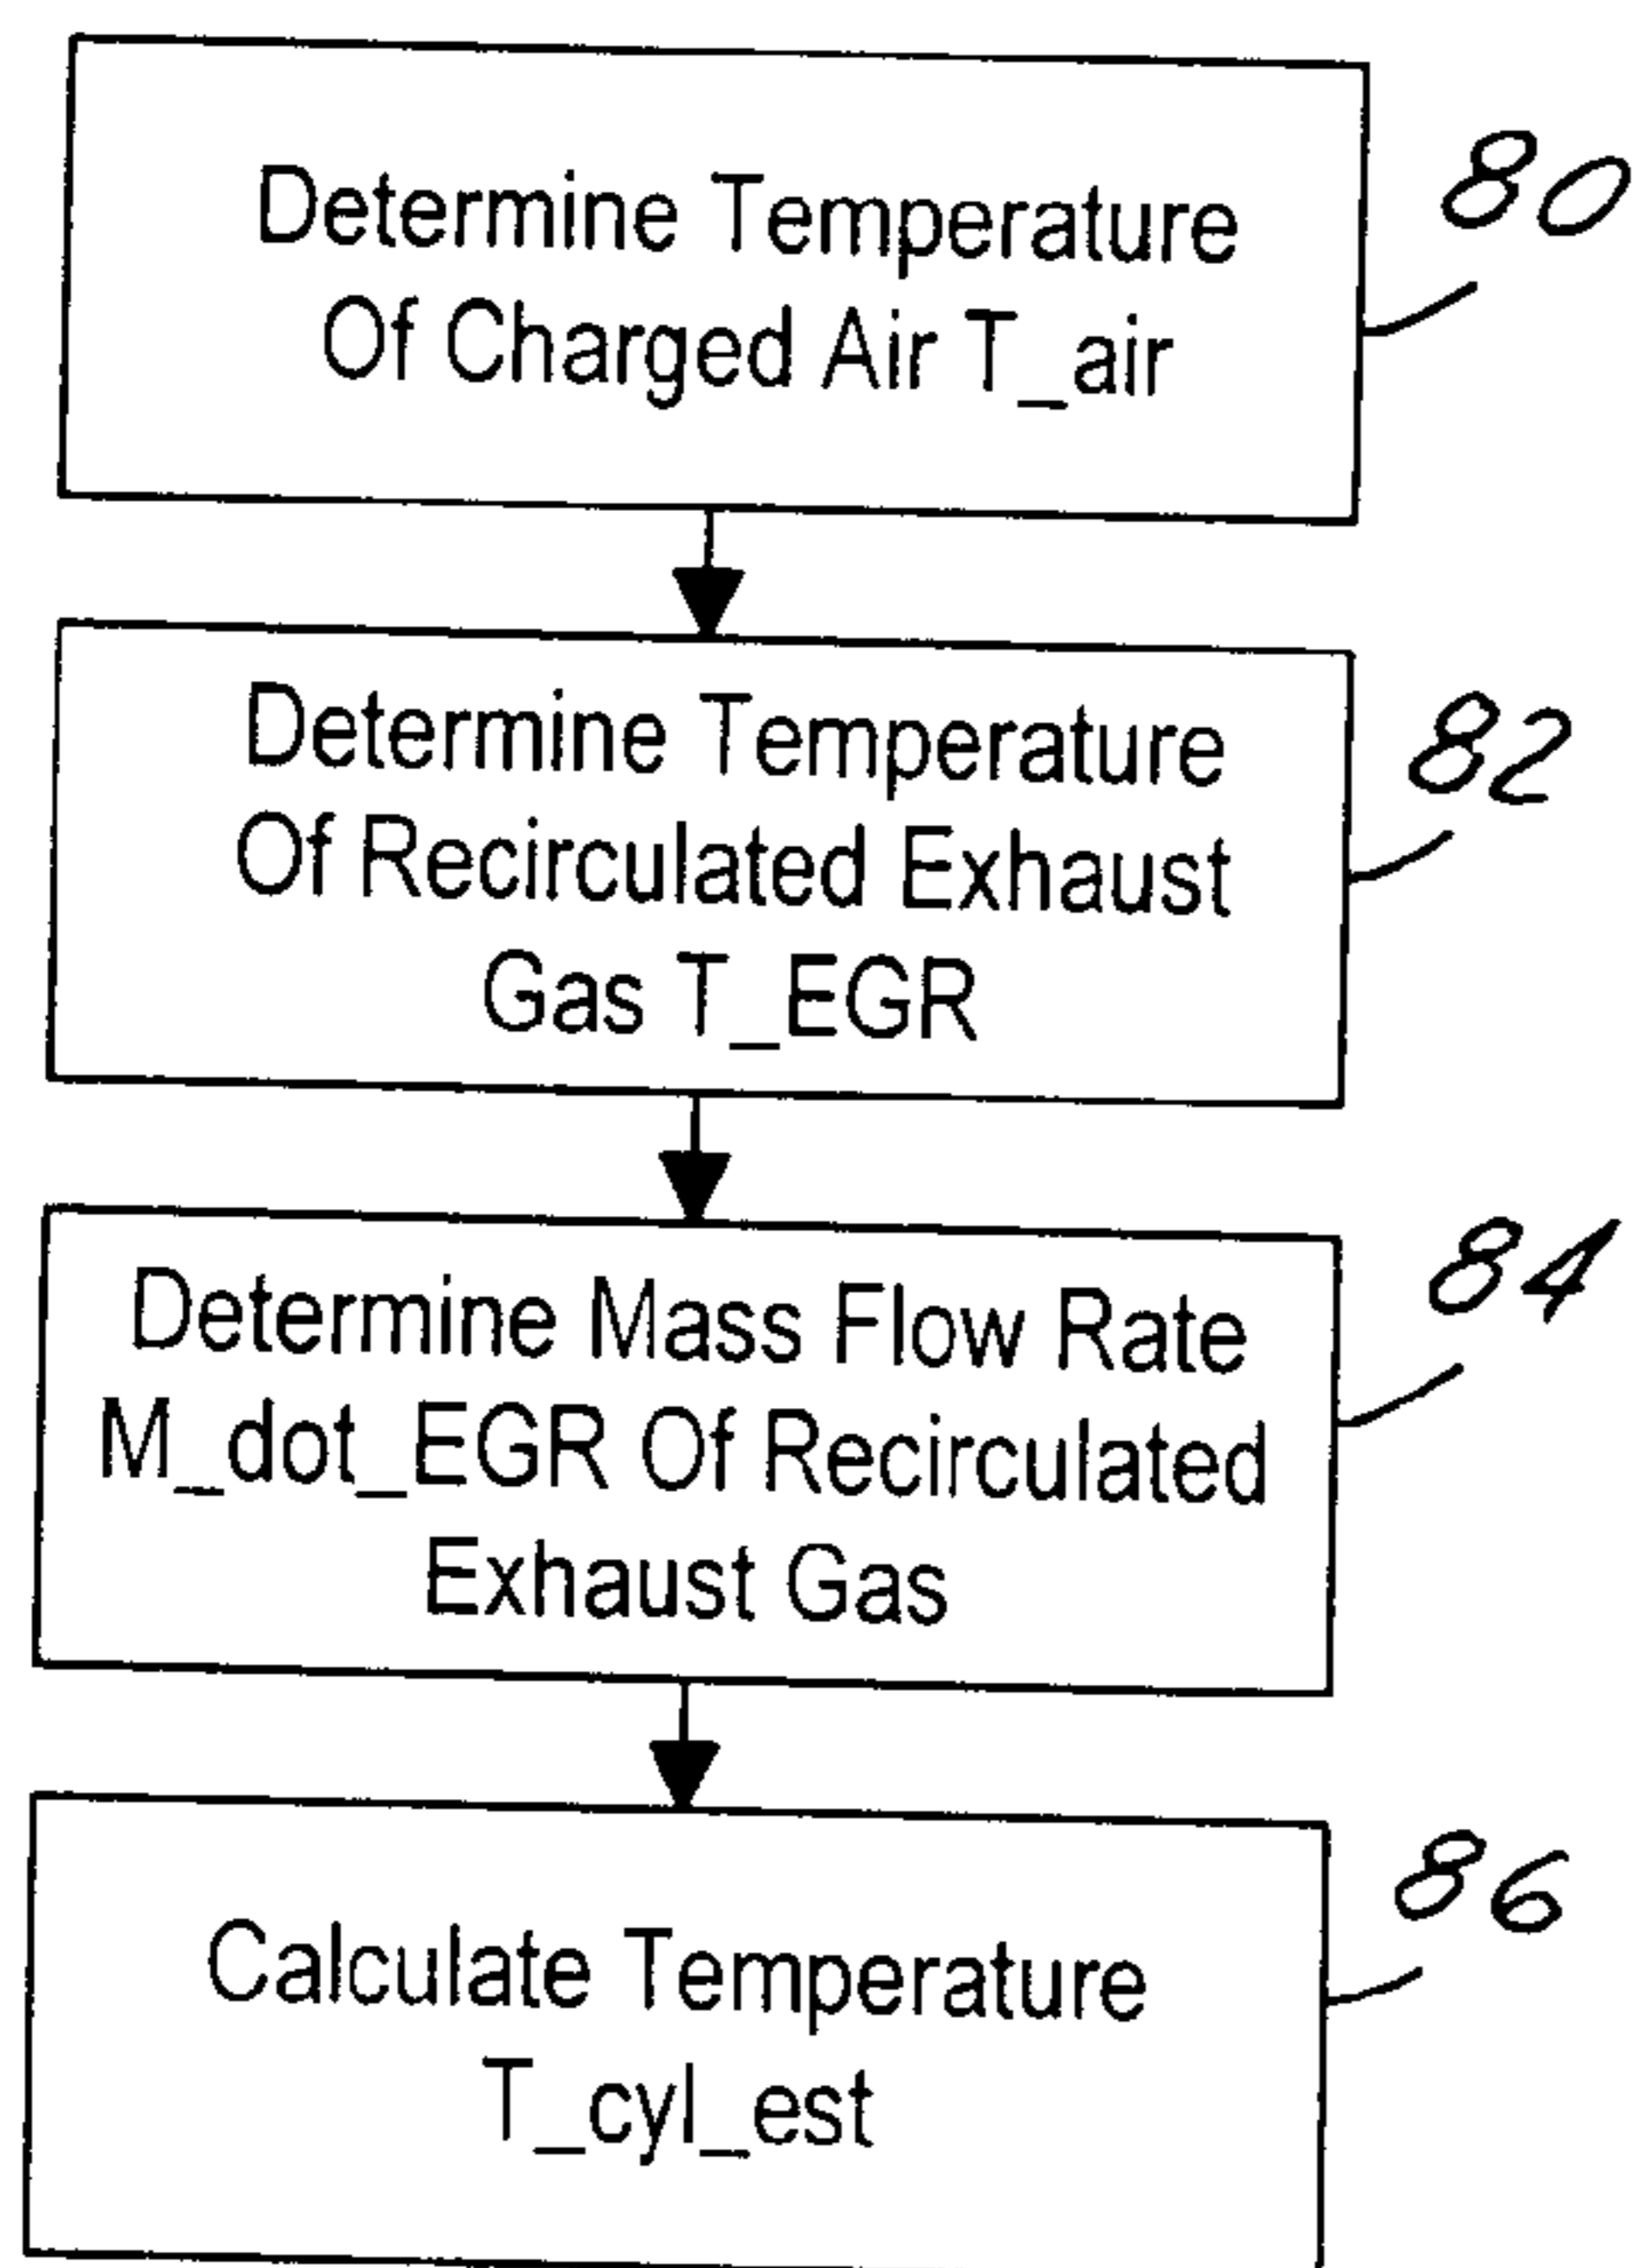 Determine Temperature
Of Charged Air T_air
80
Determine Temperature
Of Recirculated Exhaust
Gas T_EGR
82
Determine Mass Flow Rate
M_dot_EGR Of Recirculated
Exhaust Gas
84
Calculate Temperature
T_cyl_est
86